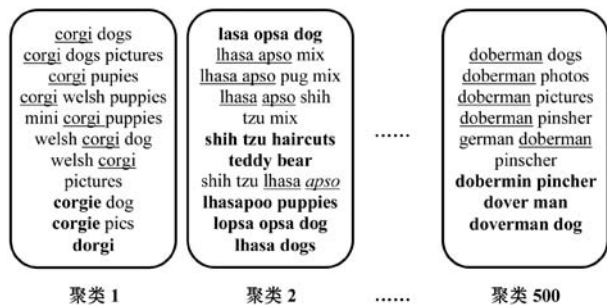 corgi dogs
corgi dogs pictures
corgi pupies
corgi welsh puppies
mini corgi puppies
welsh corgi dog
welsh corgi
pictures
corgie dog
corgie pics
dorgi
聚类 1
lasa opsa dog
lhasa apso mix
lhasa apso pug mix
lhasa apso shih
tzu mix
shih tzu haircuts
teddy bear
shih tzu lhasa apso
lhasapoo puppies
lopsa opsa dog
lhasa dogs
聚类 2
......
......
doberman dogs
doberman photos
doberman pictures
doberman pinsher
german doberman
pinscher
dobermin pincher
dover man
doverman dog
聚类 500